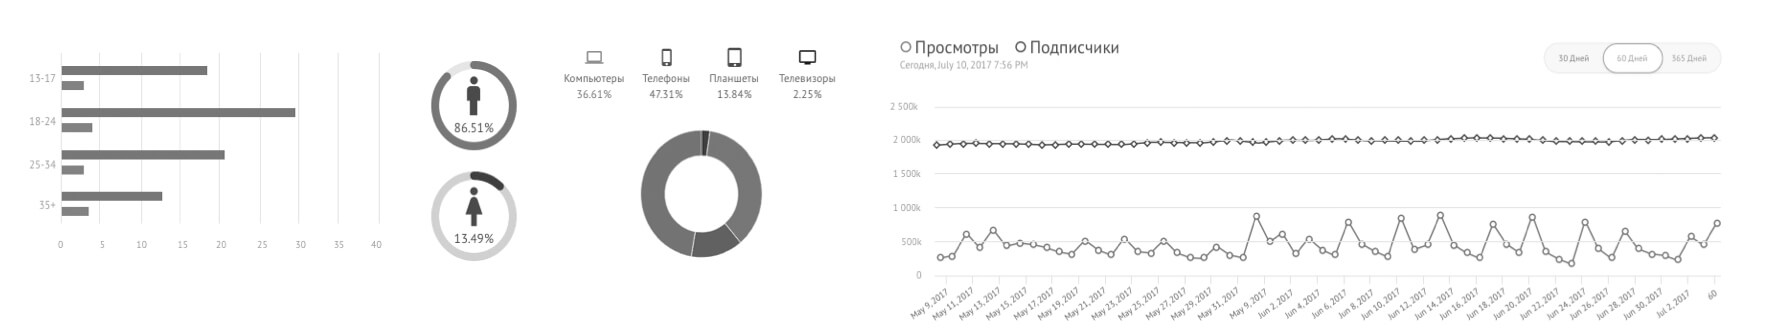 15-17
18-24
25-34
35+
0 5 10 15 20 25 30 35 40
86.51%
13.49%
Компьютеры Телефоны Планшеты Телевизоры
36.61% 47.31% 13.84% 2.25%
Просмотры Подписчики
Сегодня, July 10, 2017 7:56 PM
30 Дней 60 Дней 365 Дней
2 500k
2 000k
1 500k
1 000k
500k
0
May 9, 2017 May 11, 2017 May 13, 2017 May 15, 2017 May 17, 2017 May 19, 2017 May 21, 2017 May 23, 2017 May 25, 2017 May 27, 2017 May 29, 2017 May 31, 2017 May 9, 2017 Jun 2, 2017 Jun 4, 2017 Jun 6, 2017 Jun 8, 2017 Jun 10, 2017 Jun 12, 2017 Jun 14, 2017 Jun 16, 2017 Jun 18, 2017 Jun 20, 2017 Jun 22, 2017 Jun 24, 2017 Jun 26, 2017 Jun 28, 2017 Jun 30, 2017 Jul 2, 2017 60